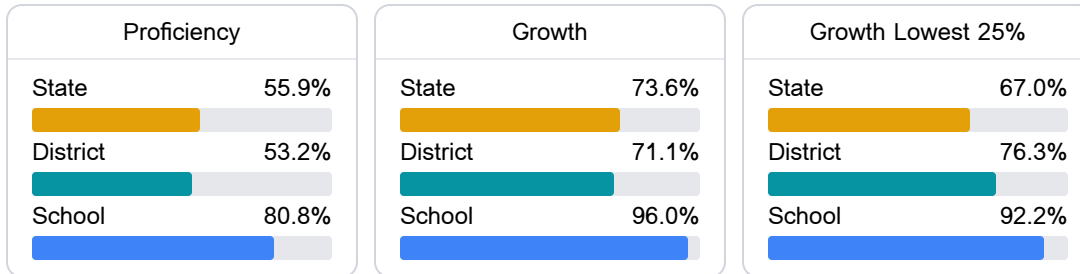 Proficiency
State 55.9%
District 53.2%
School 80.8%
Growth
State 73.6%
District 71.1%
School 96.0%
Growth Lowest 25%
State 67.0%
District 76.3%
School 92.2%